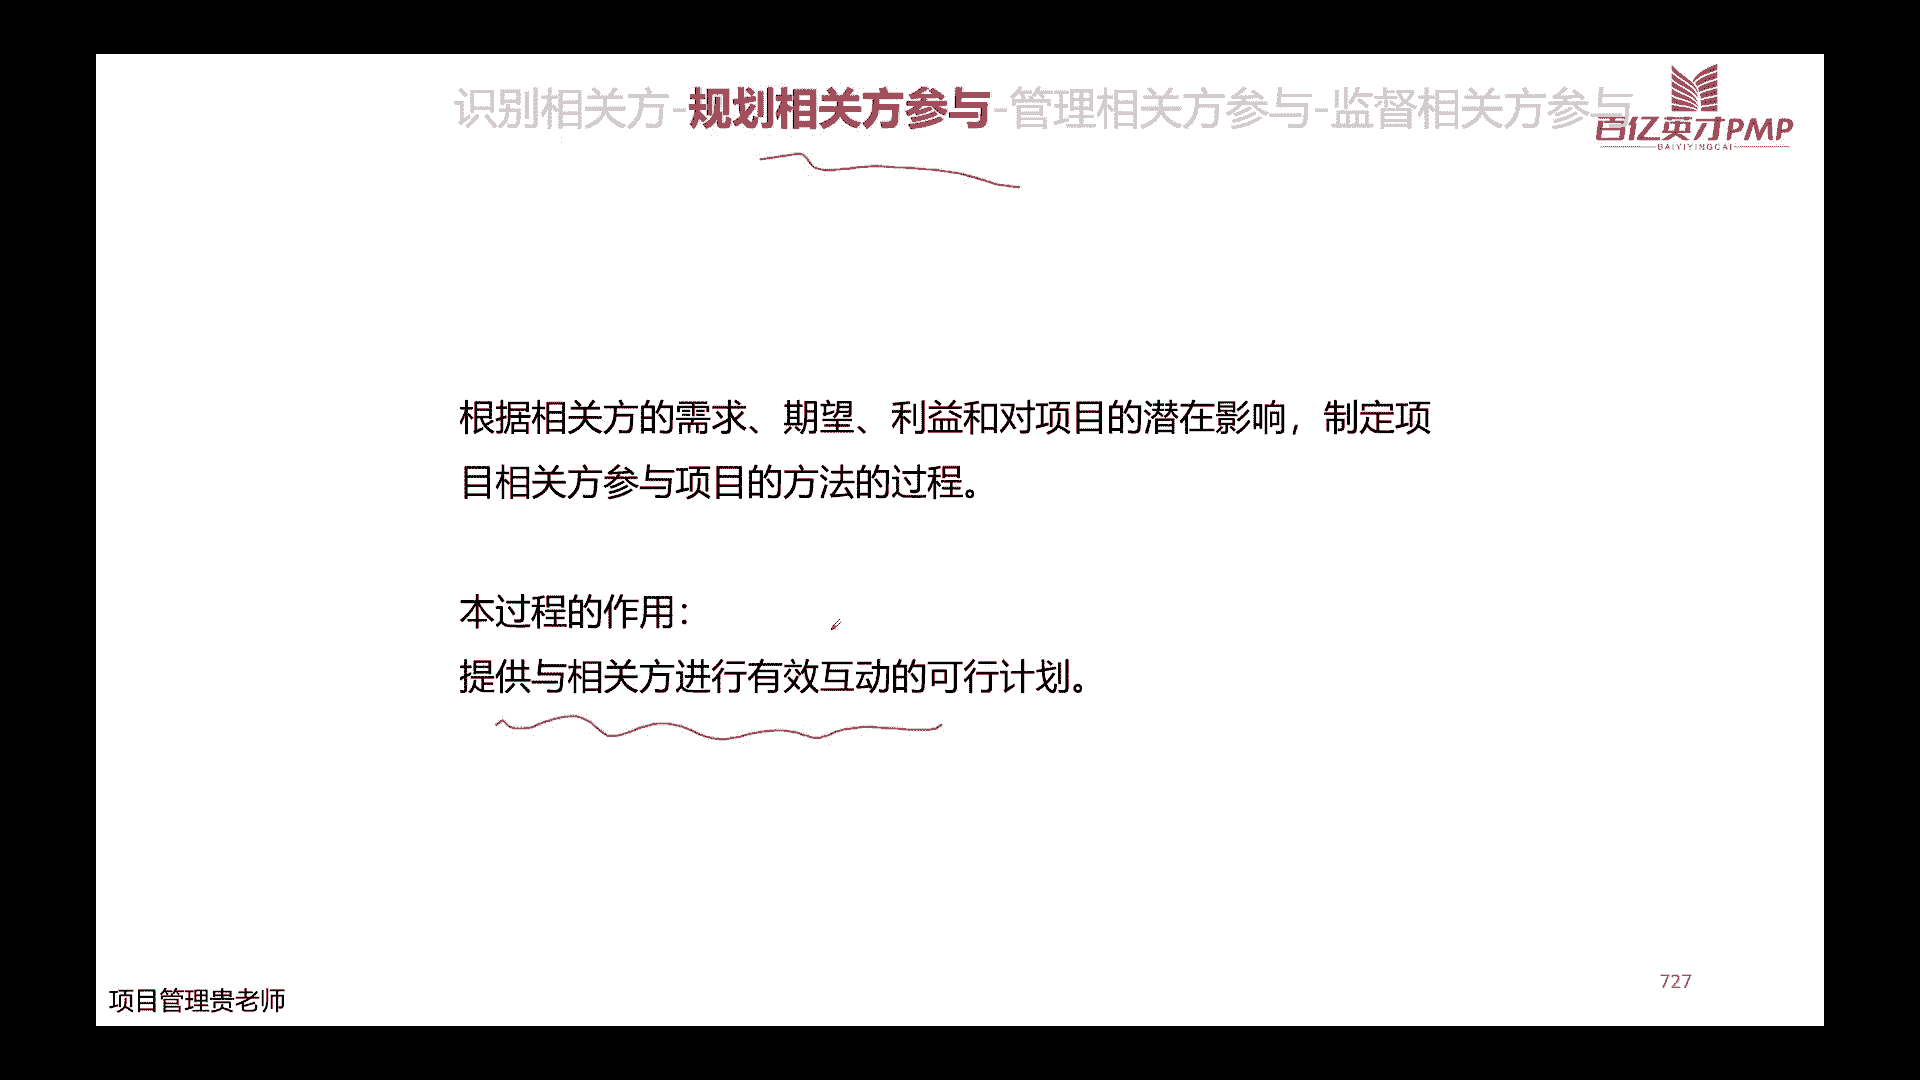 识别相关方-规划相关方参与-管理相关方参与-监督相关方参与
百亿英才PMP
BAIYIYINGCAI
根据相关方的需求、期望、利益和对项目的潜在影响，制定项
目相关方参与项目的方法的过程。
本过程的作用：
提供与相关方进行有效互动的可行计划。
727
项目管理贵老师